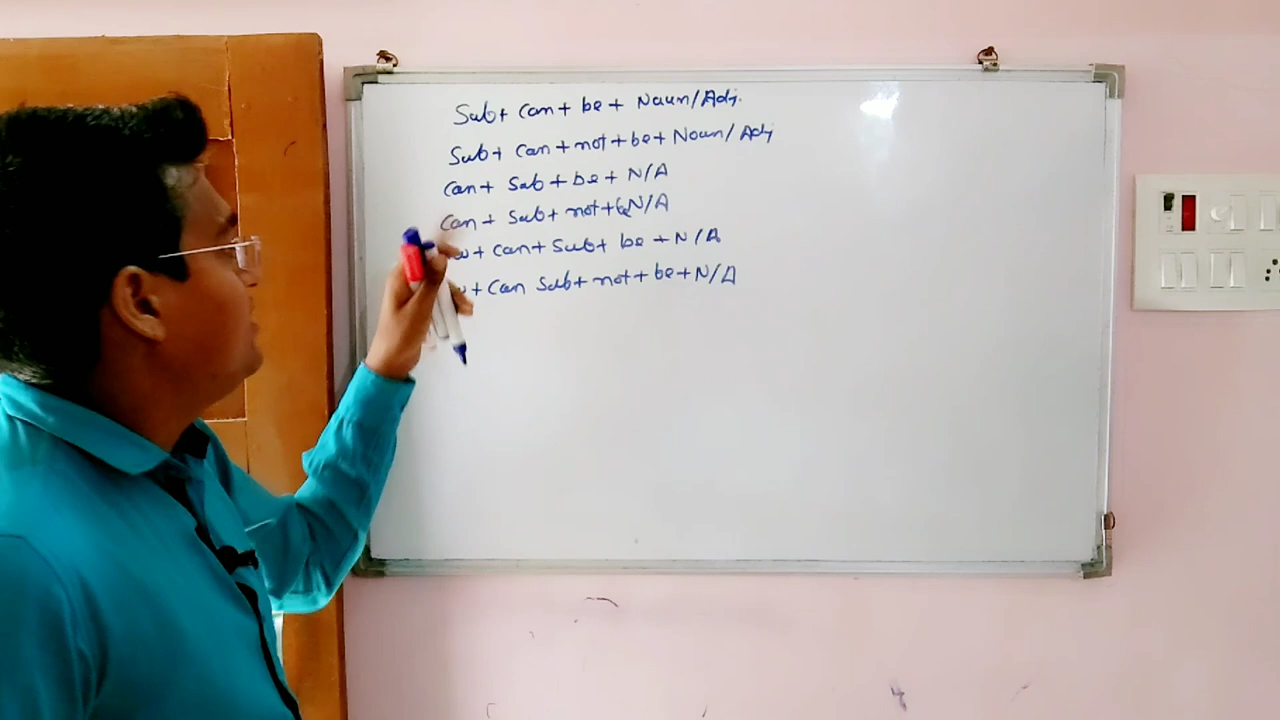 Sub+ Can+ be + Noun/Adj.
Sub+ Can+not+be+Noun/Adj
Can+ Sub+be+N/A
Can+ Sub+not+be N/A
w+ Can+Sub+ be +N/A
w+Can Sub+not+be+N/A